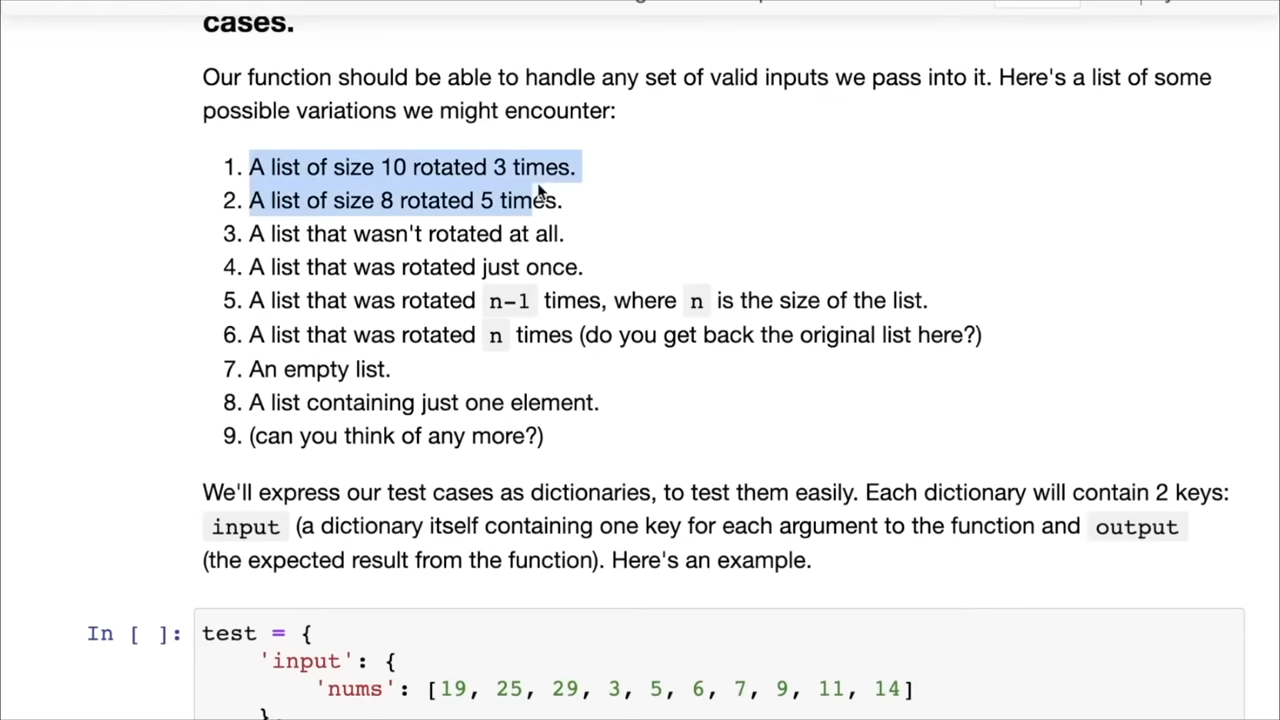 cases.
Our function should be able to handle any set of valid inputs we pass into it. Here's a list of some
possible variations we might encounter:
1. A list of size 10 rotated 3 times.
2. A list of size 8 rotated 5 times.
3. A list that wasn't rotated at all.
4. A list that was rotated just once.
5. A list that was rotated n-1 times, where n is the size of the list.
6. A list that was rotated n times (do you get back the original list here?)
7. An empty list.
8. A list containing just one element.
9. (can you think of any more?)
We'll express our test cases as dictionaries, to test them easily. Each dictionary will contain 2 keys:
input (a dictionary itself containing one key for each argument to the function and output
(the expected result from the function). Here's an example.
In [ ]: test = {
'input': {
'nums': [19, 25, 29, 3, 5, 6, 7, 9, 11, 14]
},